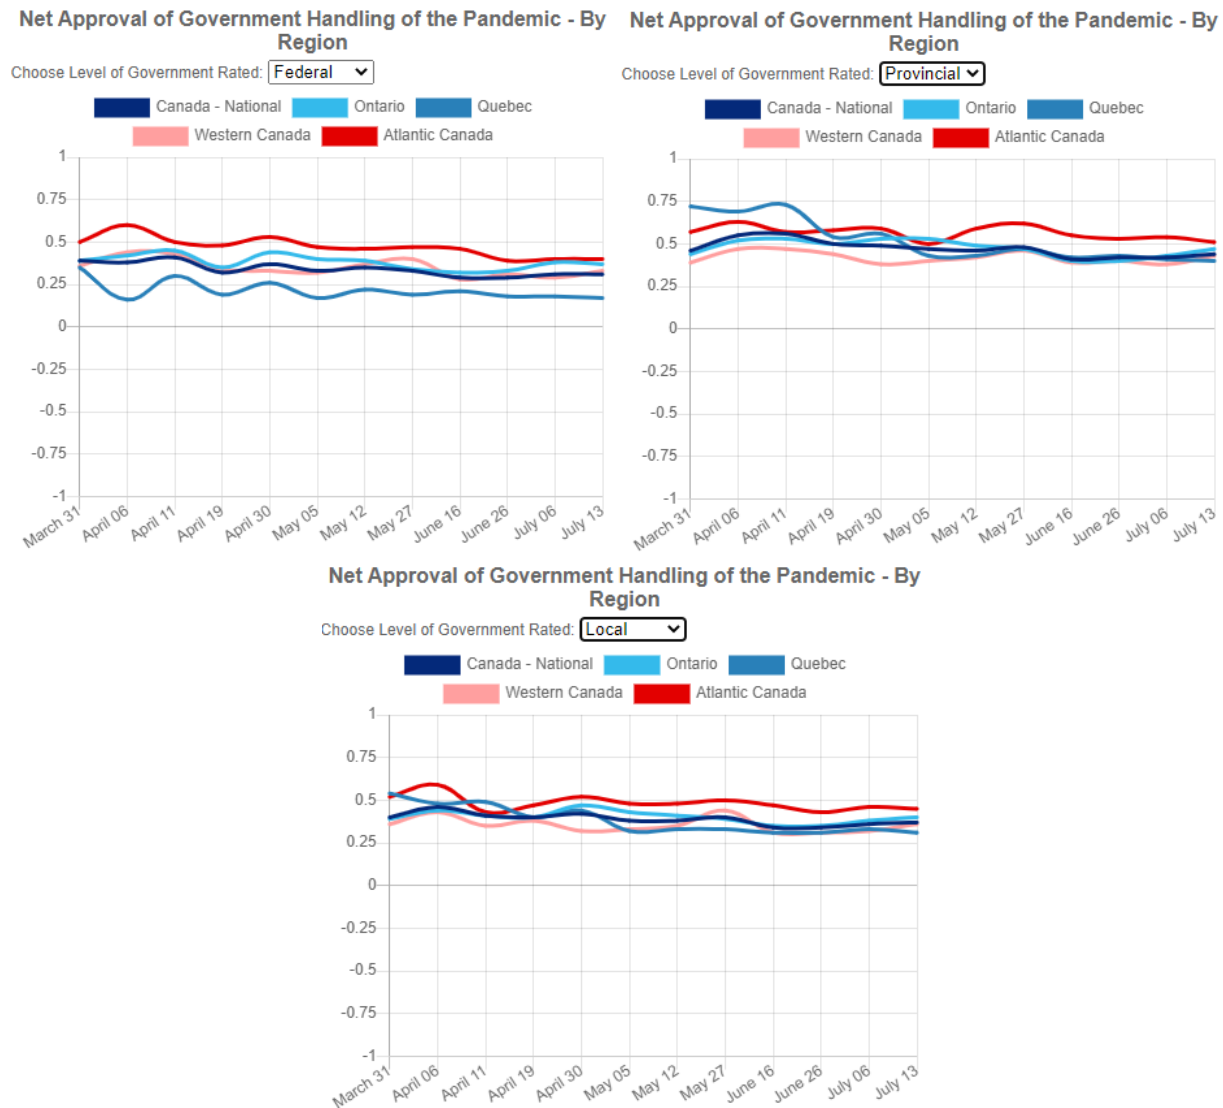 Net Approval of Government Handling of the Pandemic - By
Region
Choose Level of Government Rated: Federal
Canada - National Ontario Quebec
Western Canada Atlantic Canada
1
0.75
0.5
0.25
0
-0.25
-0.5
-0.75
-1
March 31 April 06 April 11 April 19 April 30 May 05 May 12 May 27 June 16 June 26 July 06 July 13
Net Approval of Government Handling of the Pandemic - By
Region
Choose Level of Government Rated: Provincial
Canada - National Ontario Quebec
Western Canada Atlantic Canada
1
0.75
0.5
0.25
0
-0.25
-0.5
-0.75
-1
March 31 April 06 April 11 April 19 April 30 May 05 May 12 May 27 June 16 June 26 July 06 July 13
Net Approval of Government Handling of the Pandemic - By
Region
Choose Level of Government Rated: Local
Canada - National Ontario Quebec
Western Canada Atlantic Canada
1
0.75
0.5
0.25
0
-0.25
-0.5
-0.75
-1
March 31 April 06 April 11 April 19 April 30 May 05 May 12 May 27 June 16 June 26 July 06 July 13